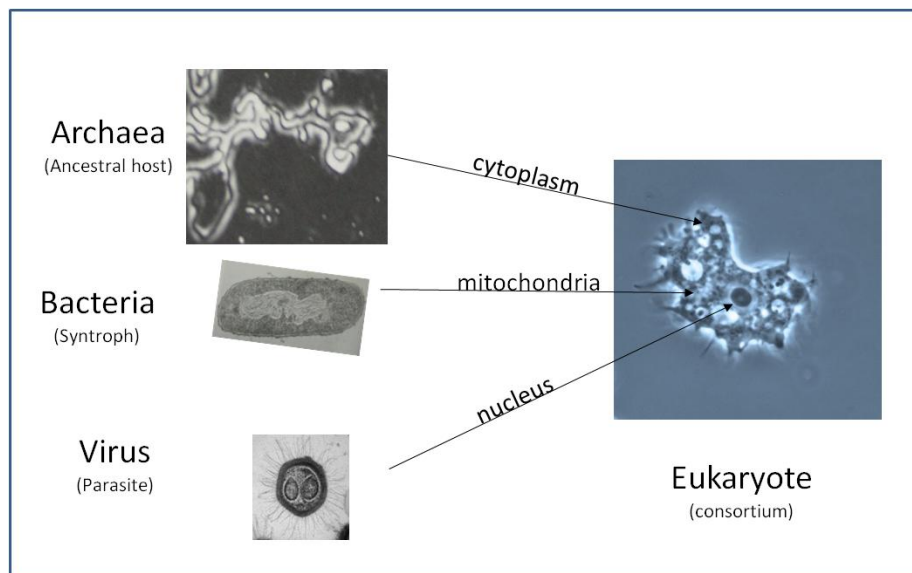 Archaea
(Ancestral host)
cytoplasm
Bacteria
(Syntroph)
mitochondria
nucleus
Virus
(Parasite)
Eukaryote
(consortium)